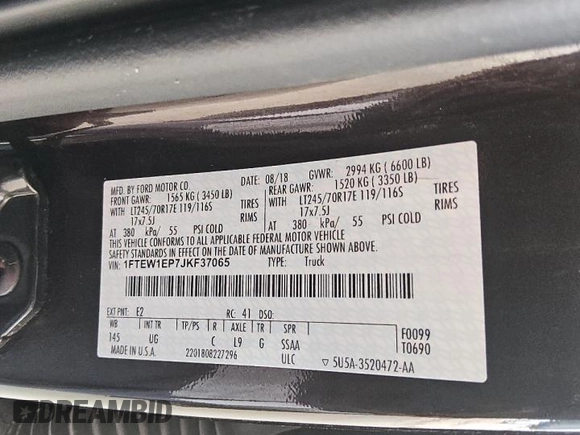 MFD. BY FORD MOTOR CO.
08/18
GVWR: 2994 KG ( 6600 LB)
FRONT GAWR: 1565 KG ( 3450 LB)
REAR GAWR: 1520 KG ( 3350 LB)
WITH LT245/70R17E 119/116S TIRES
WITH LT245/70R17E 119/116S TIRES
17x7.5J RIMS
17x7.5J RIMS
AT 380 kPa/ 55 PSI COLD
AT 380 kPa/ 55 PSI COLD
CONFORMS TO ALL APPLICABLE FEDERAL MOTOR VEHICLE
SAFETY STANDARDS IN EFFECT ON THE DATE OF MANUFACTURE SHOWN ABOVE.
VIN: 1FTEW1EP7JKF37065
TYPE: Truck
EXT PNT: E2 RC: 41 DSO:
WB INT TR TP/PS R AXLE TR SPR
145 UG C L9 G SSAA
F0099
T0690
MADE IN U.S.A. 2201808227296 ULC
▽5U5A-3520472-AA
DREAMBID